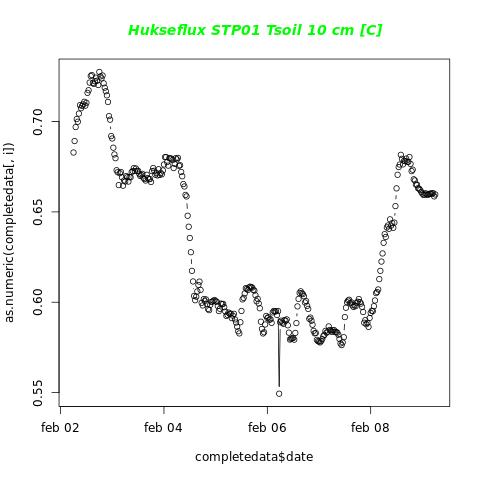 Hukseflux STP01 Tsoil 10 cm [C]
as.numeric(completedata[, i])
0.70
0.65
0.60
0.55
feb 02
feb 04
feb 06
feb 08
completedata$date